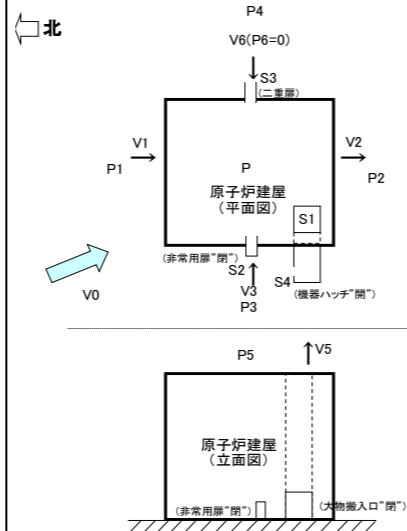 北
P4
V6(P6=0)
S3
(二重扉)
V1
P1
V2
P2
P
原子炉建屋
(平面図)
S1
(非常用扉"閉")
S2
S4
V3
(機器ハッチ"開")
P3
V0
P5
V5
原子炉建屋
(立面図)
(非常用扉"閉")
(大物搬入口"閉")